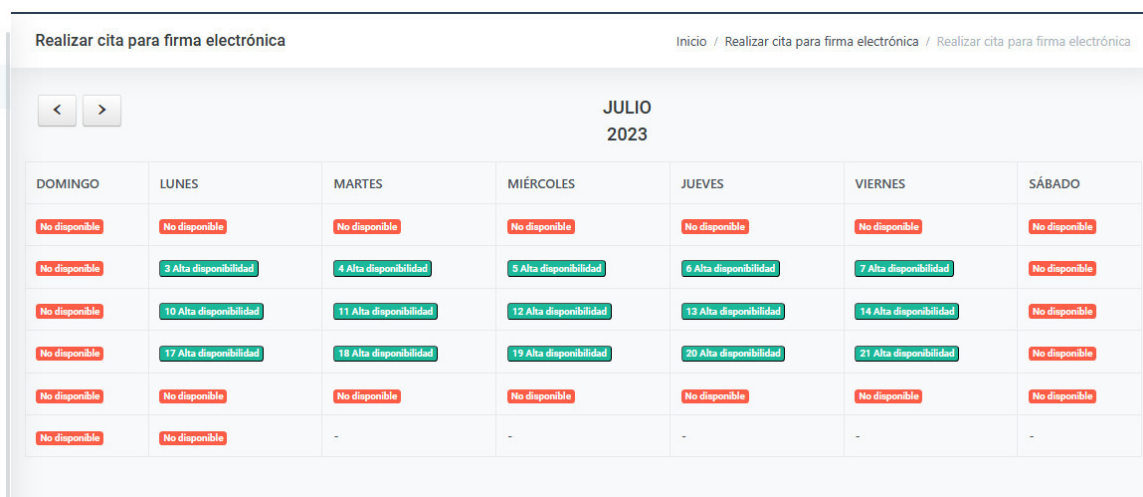 Realizar cita para firma electrónica
Inicio / Realizar cita para firma electrónica / Realizar cita para firma electrónica
< >
JULIO
2023
DOMINGO LUNES MARTES MIÉRCOLES JUEVES VIERNES SÁBADO
No disponible No disponible No disponible No disponible No disponible No disponible No disponible
No disponible 3 Alta disponibilidad 4 Alta disponibilidad 5 Alta disponibilidad 6 Alta disponibilidad 7 Alta disponibilidad No disponible
No disponible 10 Alta disponibilidad 11 Alta disponibilidad 12 Alta disponibilidad 13 Alta disponibilidad 14 Alta disponibilidad No disponible
No disponible 17 Alta disponibilidad 18 Alta disponibilidad 19 Alta disponibilidad 20 Alta disponibilidad 21 Alta disponibilidad No disponible
No disponible No disponible No disponible No disponible No disponible No disponible No disponible
No disponible No disponible - - - - -